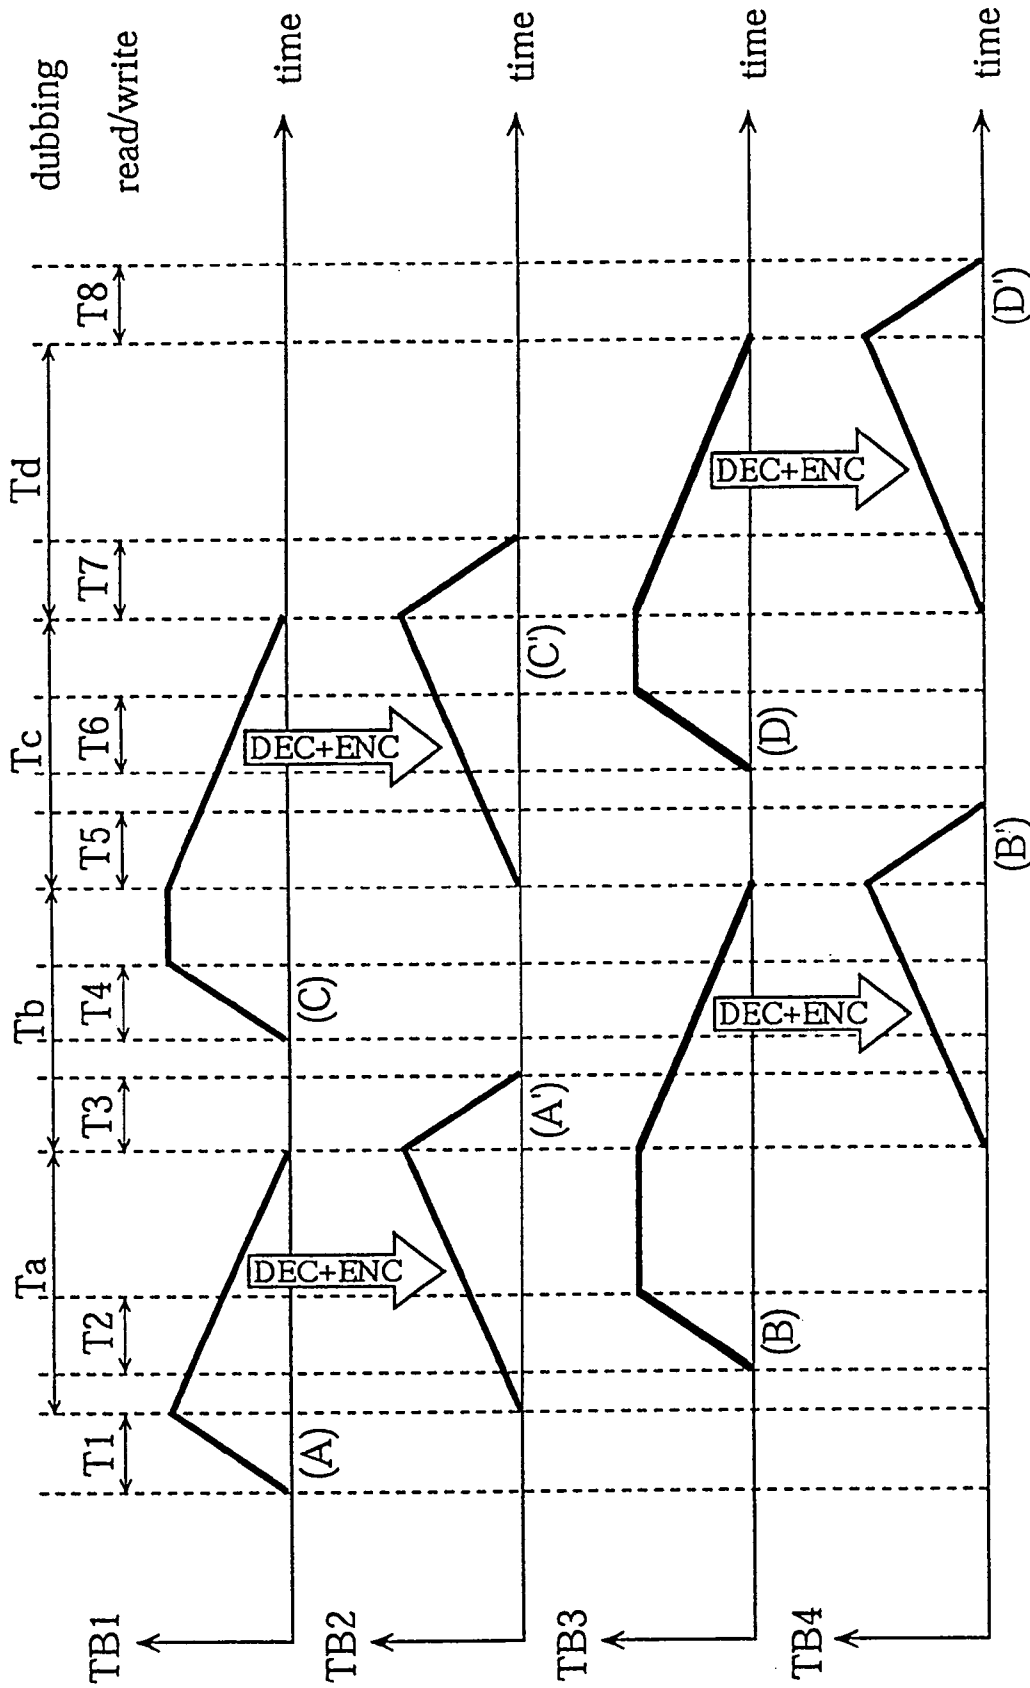 Ta Tb Tc Td dubbing
T1 T2 T3 T4 T5 T6 T7 T8 read/write
TB1
DEC+ENC DEC+ENC
time
(A) (C)
TB2
time
(A') (C')
TB3
DEC+ENC DEC+ENC
time
(B) (D)
TB4
time
(B') (D')